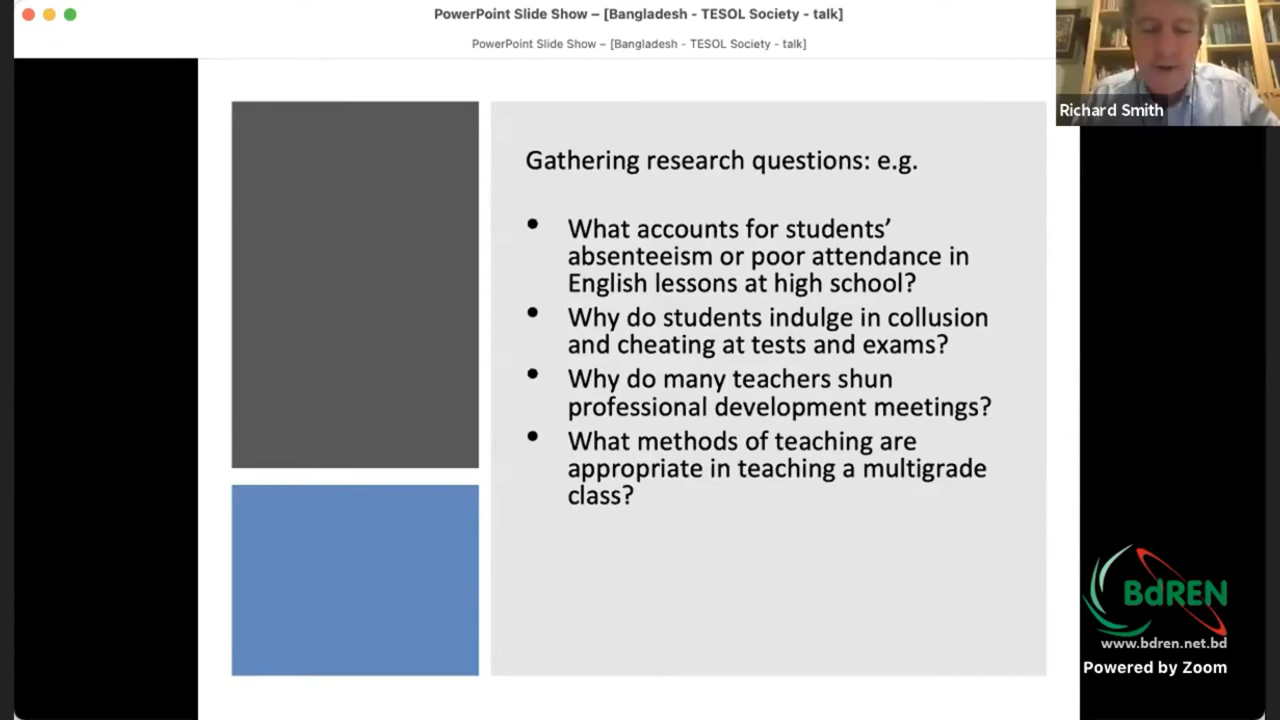 PowerPoint Slide Show – [Bangladesh - TESOL Society - talk]
PowerPoint Slide Show – [Bangladesh - TESOL Society - talk]
Richard Smith
Gathering research questions: e.g.
• What accounts for students’
absenteeism or poor attendance in
English lessons at high school?
• Why do students indulge in collusion
and cheating at tests and exams?
• Why do many teachers shun
professional development meetings?
• What methods of teaching are
appropriate in teaching a multigrade
class?
BdREN
www.bdren.net.bd
Powered by Zoom